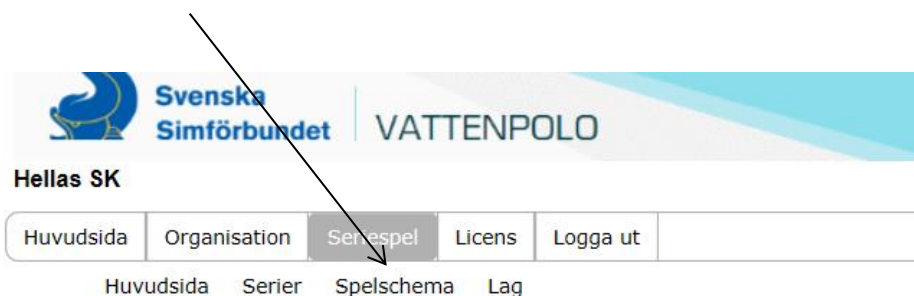 Svenska
Simförbundet
VATTENPOLO
Hellas SK
Huvudsida Organisation Seriespel Licens Logga ut
Huvudsida Serier Spelschema Lag